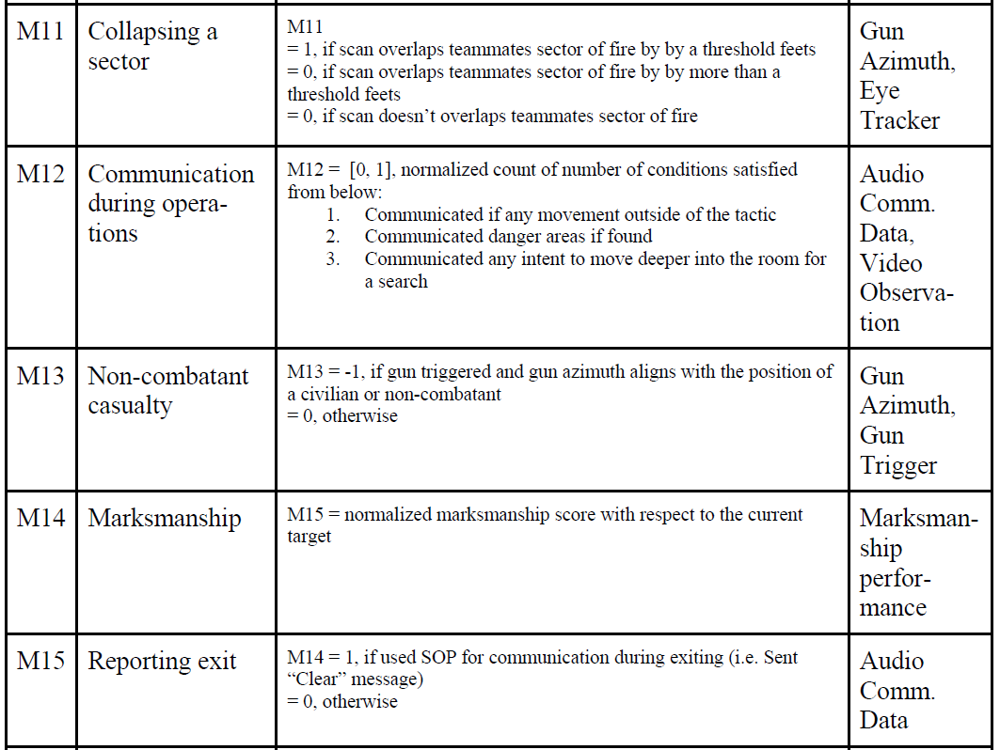 M11
Collapsing a
sector
M11
= 1, if scan overlaps teammates sector of fire by by a threshold feets
= 0, if scan overlaps teammates sector of fire by by more than a
threshold feets
= 0, if scan doesn’t overlaps teammates sector of fire
Gun
Azimuth,
Eye
Tracker
M12
Communication
during opera-
tions
M12 = [0, 1], normalized count of number of conditions satisfied
from below:
1. Communicated if any movement outside of the tactic
2. Communicated danger areas if found
3. Communicated any intent to move deeper into the room for
a search
Audio
Comm.
Data,
Video
Observa-
tion
M13
Non-combatant
casualty
M13 = -1, if gun triggered and gun azimuth aligns with the position of
a civilian or non-combatant
= 0, otherwise
Gun
Azimuth,
Gun
Trigger
M14
Marksmanship
M15 = normalized marksmanship score with respect to the current
target
Marksman-
ship
perfor-
mance
M15
Reporting exit
M14 = 1, if used SOP for communication during exiting (i.e. Sent
“Clear” message)
= 0, otherwise
Audio
Comm.
Data